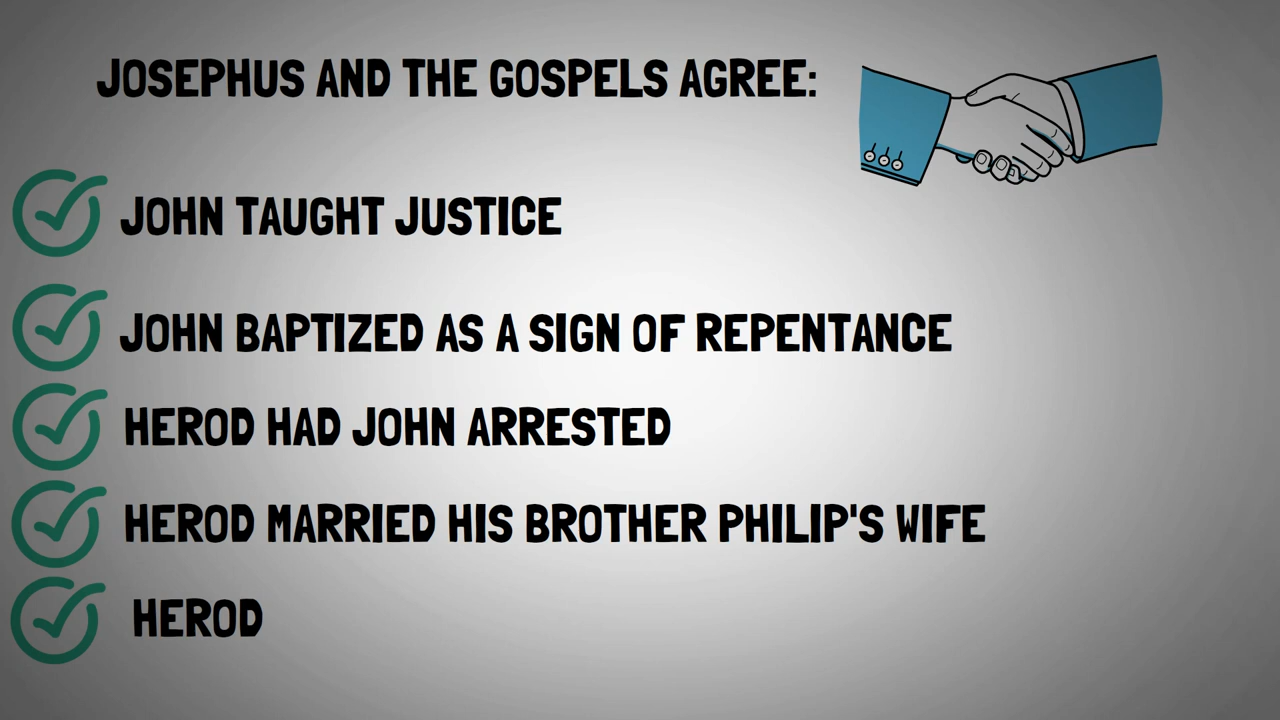 JOSEPHUS AND THE GOSPELS AGREE:
JOHN TAUGHT JUSTICE
JOHN BAPTIZED AS A SIGN OF REPENTANCE
HEROD HAD JOHN ARRESTED
HEROD MARRIED HIS BROTHER PHILIP'S WIFE
HEROD